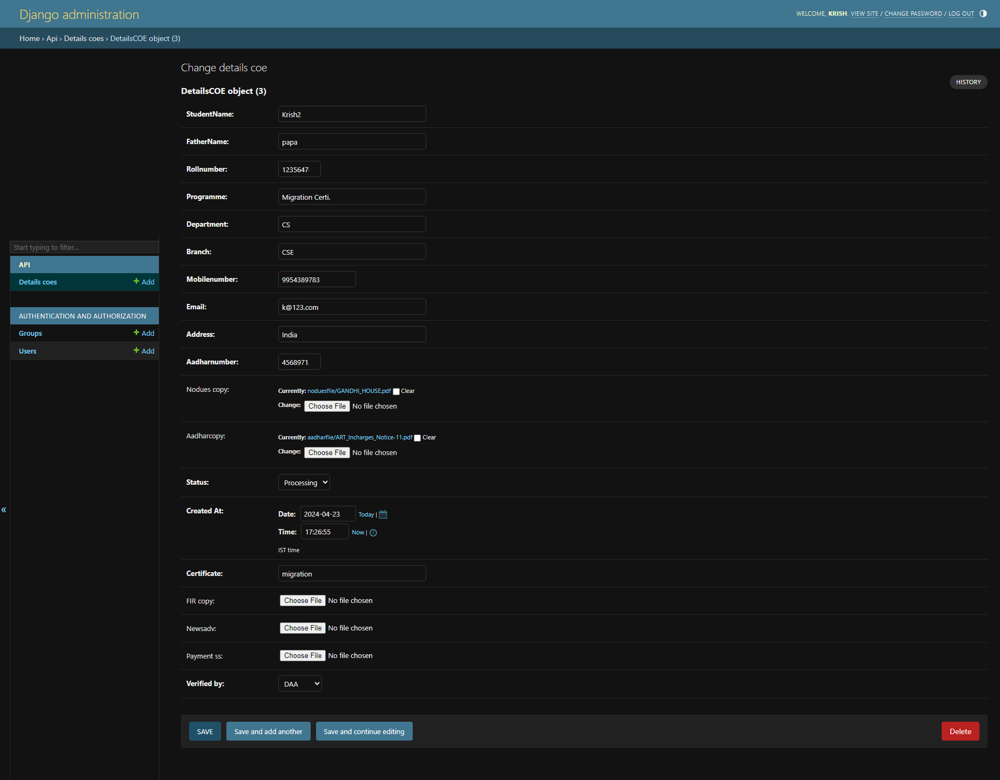 Django administration
WELCOME, KRISH. VIEW SITE / CHANGE PASSWORD / LOG OUT
Home › Api › Details coes › DetailsCOE object (3)
Change details coe
HISTORY
DetailsCOE object (3)
StudentName: Krish2
FatherName: papa
Rollnumber: 1235647
Programme: Migration Certi.
Department: CS
Branch: CSE
Mobilenumber: 9954389783
Email: k@123.com
Address: India
Aadharnumber: 4568971
Nodues copy: Currently: noduesfile/GANDHI_HOUSE.pdf Clear
Change: Choose File No file chosen
Aadharcopy: Currently: aadharfile/ART_Incharges_Notice-11.pdf Clear
Change: Choose File No file chosen
Status: Processing
Created At: Date: 2024-04-23 Today |
Time: 17:26:55 Now |
IST time
Certificate: migration
FIR copy: Choose File No file chosen
Newsadv: Choose File No file chosen
Payment ss: Choose File No file chosen
Verified by: DAA
SAVE Save and add another Save and continue editing Delete
Start typing to filter...
API
Details coes + Add
AUTHENTICATION AND AUTHORIZATION
Groups + Add
Users + Add
«